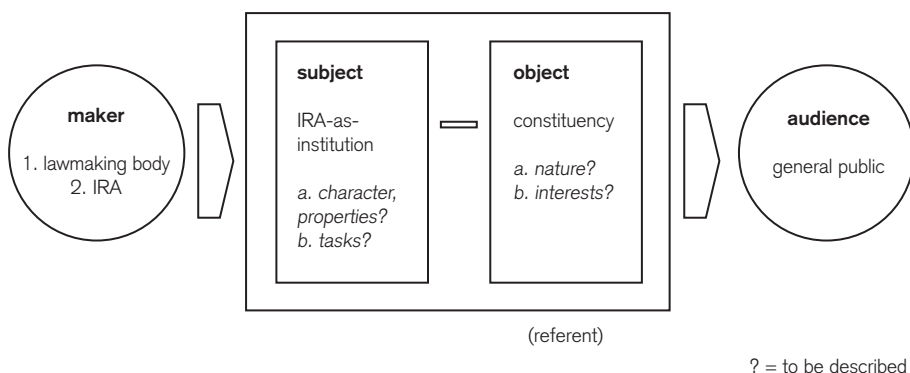 maker
1. lawmaking body
2. IRA
subject
IRA-as-
institution
a. character,
properties?
b. tasks?
object
constituency
a. nature?
b. interests?
audience
general public
(referent)
? = to be described